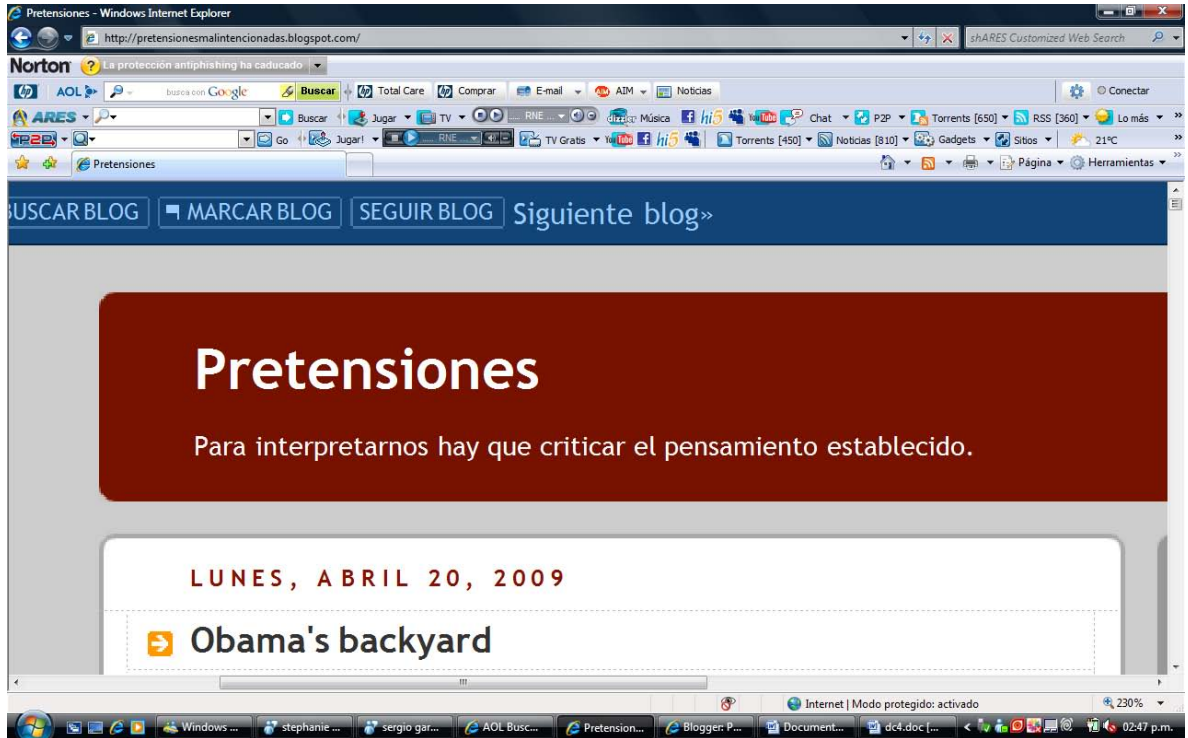 Pretensiones - Windows Internet Explorer
http://pretensionesmalintencionadas.blogspot.com/ shARES Customized Web Search
Norton La protección antiphishing ha caducado
AOL busca con Google Buscar Total Care Comprar E-mail AIM Noticias Conectar
ARES Buscar Jugar TV RNE ... Música hi5 YouTube Chat P2P Torrents [650] RSS [360] Lo más
Go Jugar! RNE ... TV Gratis YouTube hi5 Torrents [450] Noticias [810] Gadgets Sitios 21°C
Pretensiones Página Herramientas
BUSCAR BLOG MARCAR BLOG SEGUIR BLOG Siguiente blog»
Pretensiones
Para interpretarnos hay que criticar el pensamiento establecido.
LUNES, ABRIL 20, 2009
Obama's backyard
Internet | Modo protegido: activado 230%
Windows ... stephanie ... sergio gar... AOL Busc... Pretension... Blogger: P... Document... dc4.doc [... 02:47 p.m.